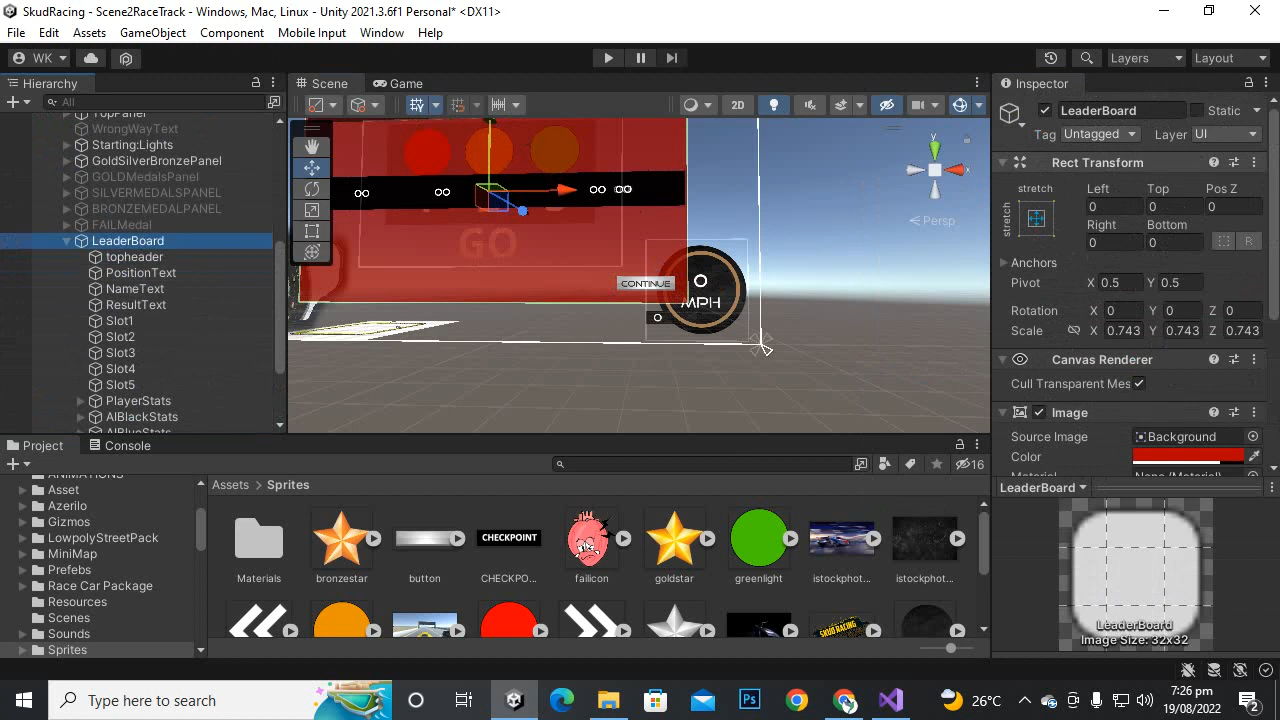 SkudRacing - Scene2RaceTrack - Windows, Mac, Linux - Unity 2021.3.6f1 Personal* <DX11>
File Edit Assets GameObject Component Mobile Input Window Help
WK
Layers
Layout
Hierarchy
All
TopPanel
WrongWayText
Starting:Lights
GoldSilverBronzePanel
GOLDMedalsPanel
SILVERMEDALSPANEL
BRONZEMEDALPANEL
FAILMedal
LeaderBoard
topheader
PositionText
NameText
ResultText
Slot1
Slot2
Slot3
Slot4
Slot5
PlayerStats
AIBlackStats
AIBlueStats
Scene
Game
2D
y
x
Persp
GO
CONTINUE
0
MPH
0
Inspector
LeaderBoard
Static
Tag Untagged
Layer UI
Rect Transform
stretch
stretch
Left Top Pos Z
0 0 0
Right Bottom
0 0
R
Anchors
Pivot X 0.5 Y 0.5
Rotation X 0 Y 0 Z 0
Scale X 0.743 Y 0.743 Z 0.743
Canvas Renderer
Cull Transparent Mes
Image
Source Image Background
Color
Material None (Material)
LeaderBoard
LeaderBoard
Image Size: 32x32
Project
Console
16
ANIMATIONS
Asset
Azerilo
Gizmos
LowpolyStreetPack
MiniMap
Prefebs
Race Car Package
Resources
Scenes
Sounds
Sprites
Assets > Sprites
CHECKPOINT
Materials
bronzestar
button
CHECKPO...
failicon
goldstar
greenlight
istockphot...
istockphot...
SKUD RACING
Type here to search
Ps
26°C
7:26 pm
19/08/2022
2